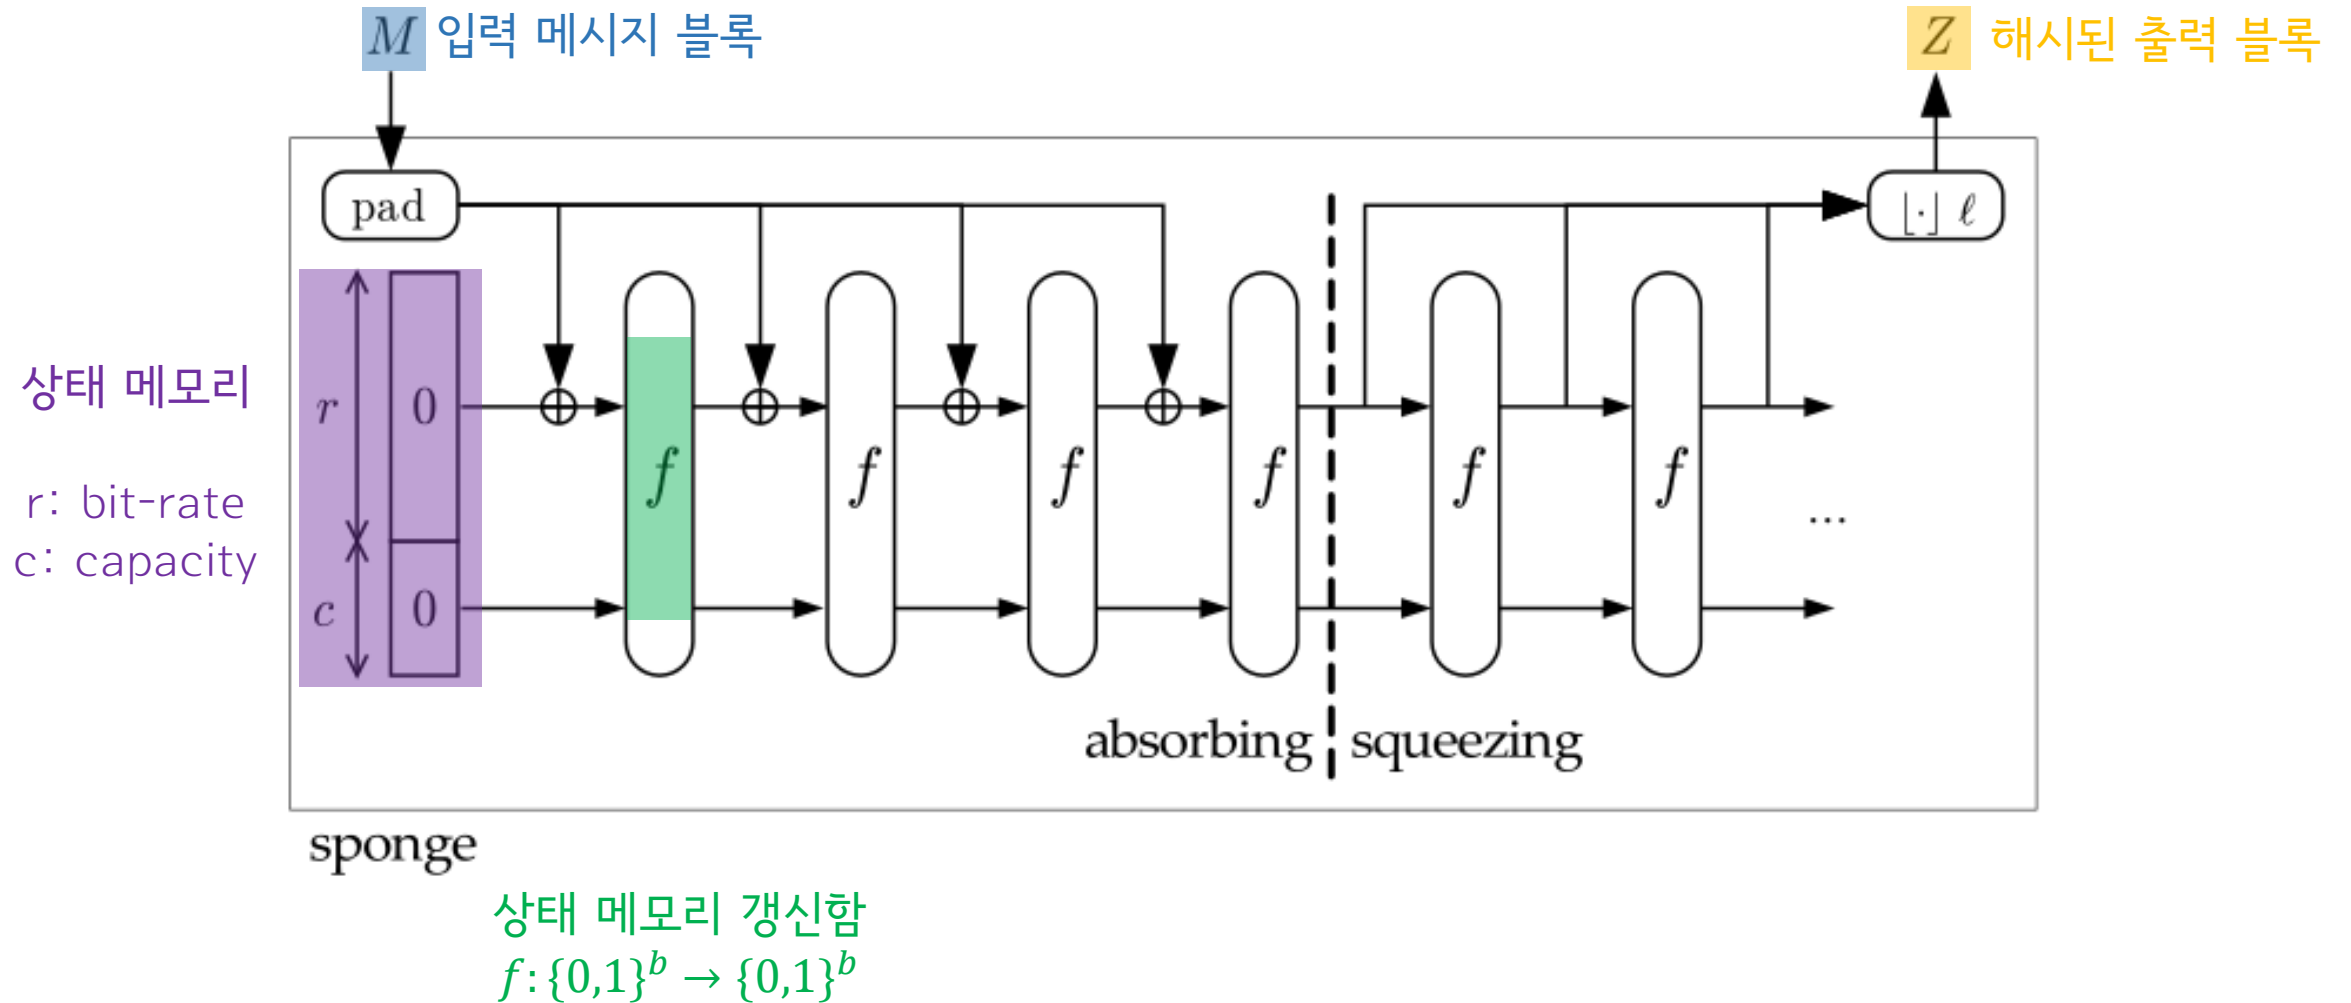 M 입력 메시지 블록
Z 해시된 출력 블록
pad
⌊·⌋ ℓ
상태 메모리
r
0
r: bit-rate
c: capacity
c
0
f
f
f
f
f
f
...
absorbing
squeezing
sponge
상태 메모리 갱신함
f:{0,1}^b → {0,1}^b